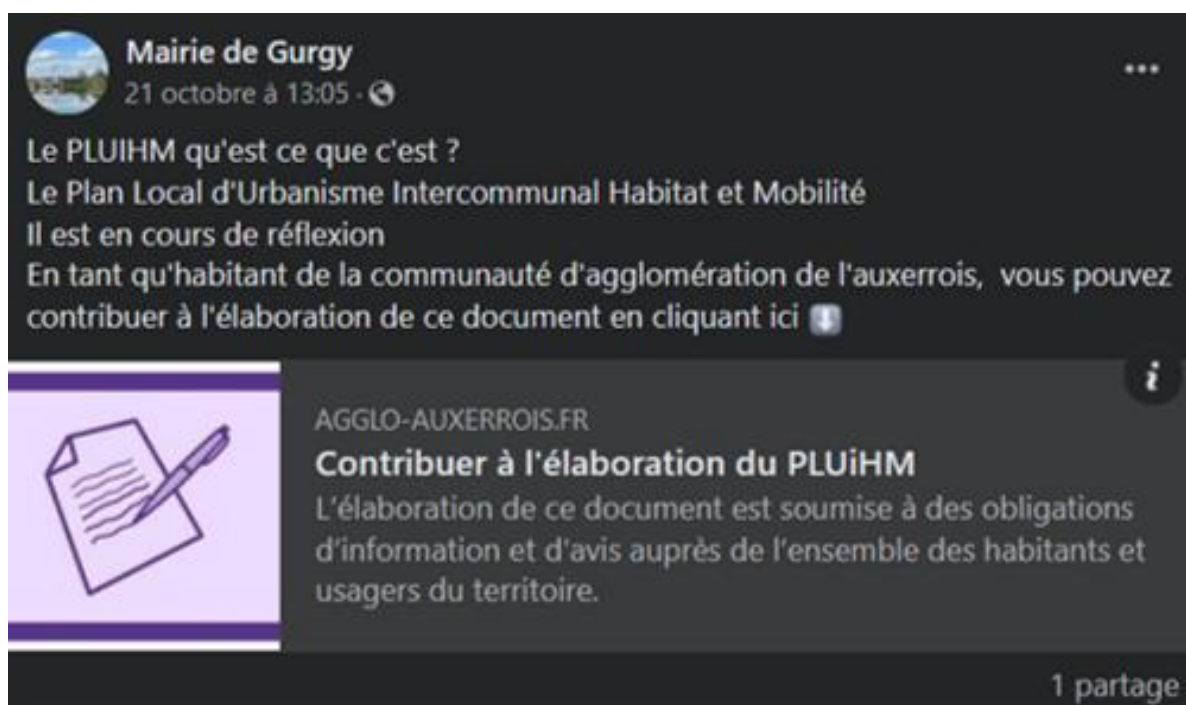 Mairie de Gurgy
21 octobre à 13:05 ·
Le PLUIHM qu'est ce que c'est ?
Le Plan Local d'Urbanisme Intercommunal Habitat et Mobilité
Il est en cours de réflexion
En tant qu'habitant de la communauté d'agglomération de l'auxerrois, vous pouvez
contribuer à l'élaboration de ce document en cliquant ici ⬇️
AGGLO-AUXERROIS.FR
Contribuer à l'élaboration du PLUiHM
L'élaboration de ce document est soumise à des obligations
d'information et d'avis auprès de l'ensemble des habitants et
usagers du territoire.
1 partage